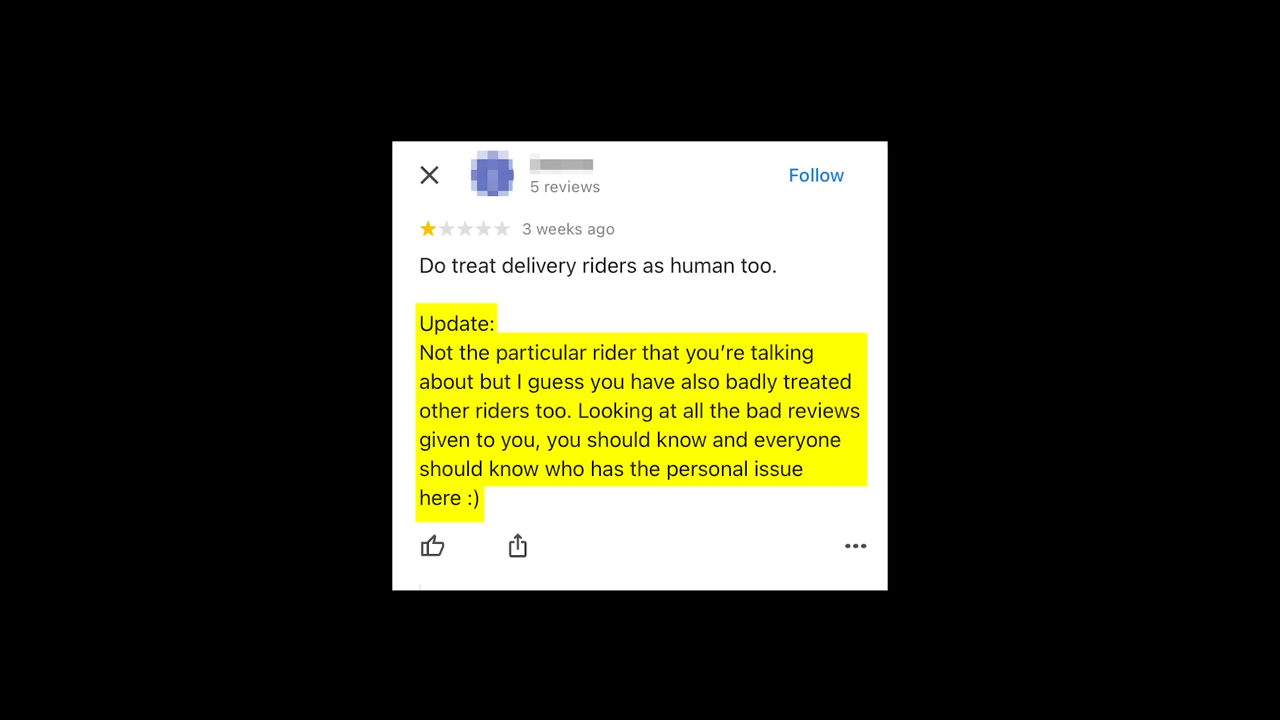 5 reviews
Follow
3 weeks ago
Do treat delivery riders as human too.
Update:
Not the particular rider that you’re talking
about but I guess you have also badly treated
other riders too. Looking at all the bad reviews
given to you, you should know and everyone
should know who has the personal issue
here :)